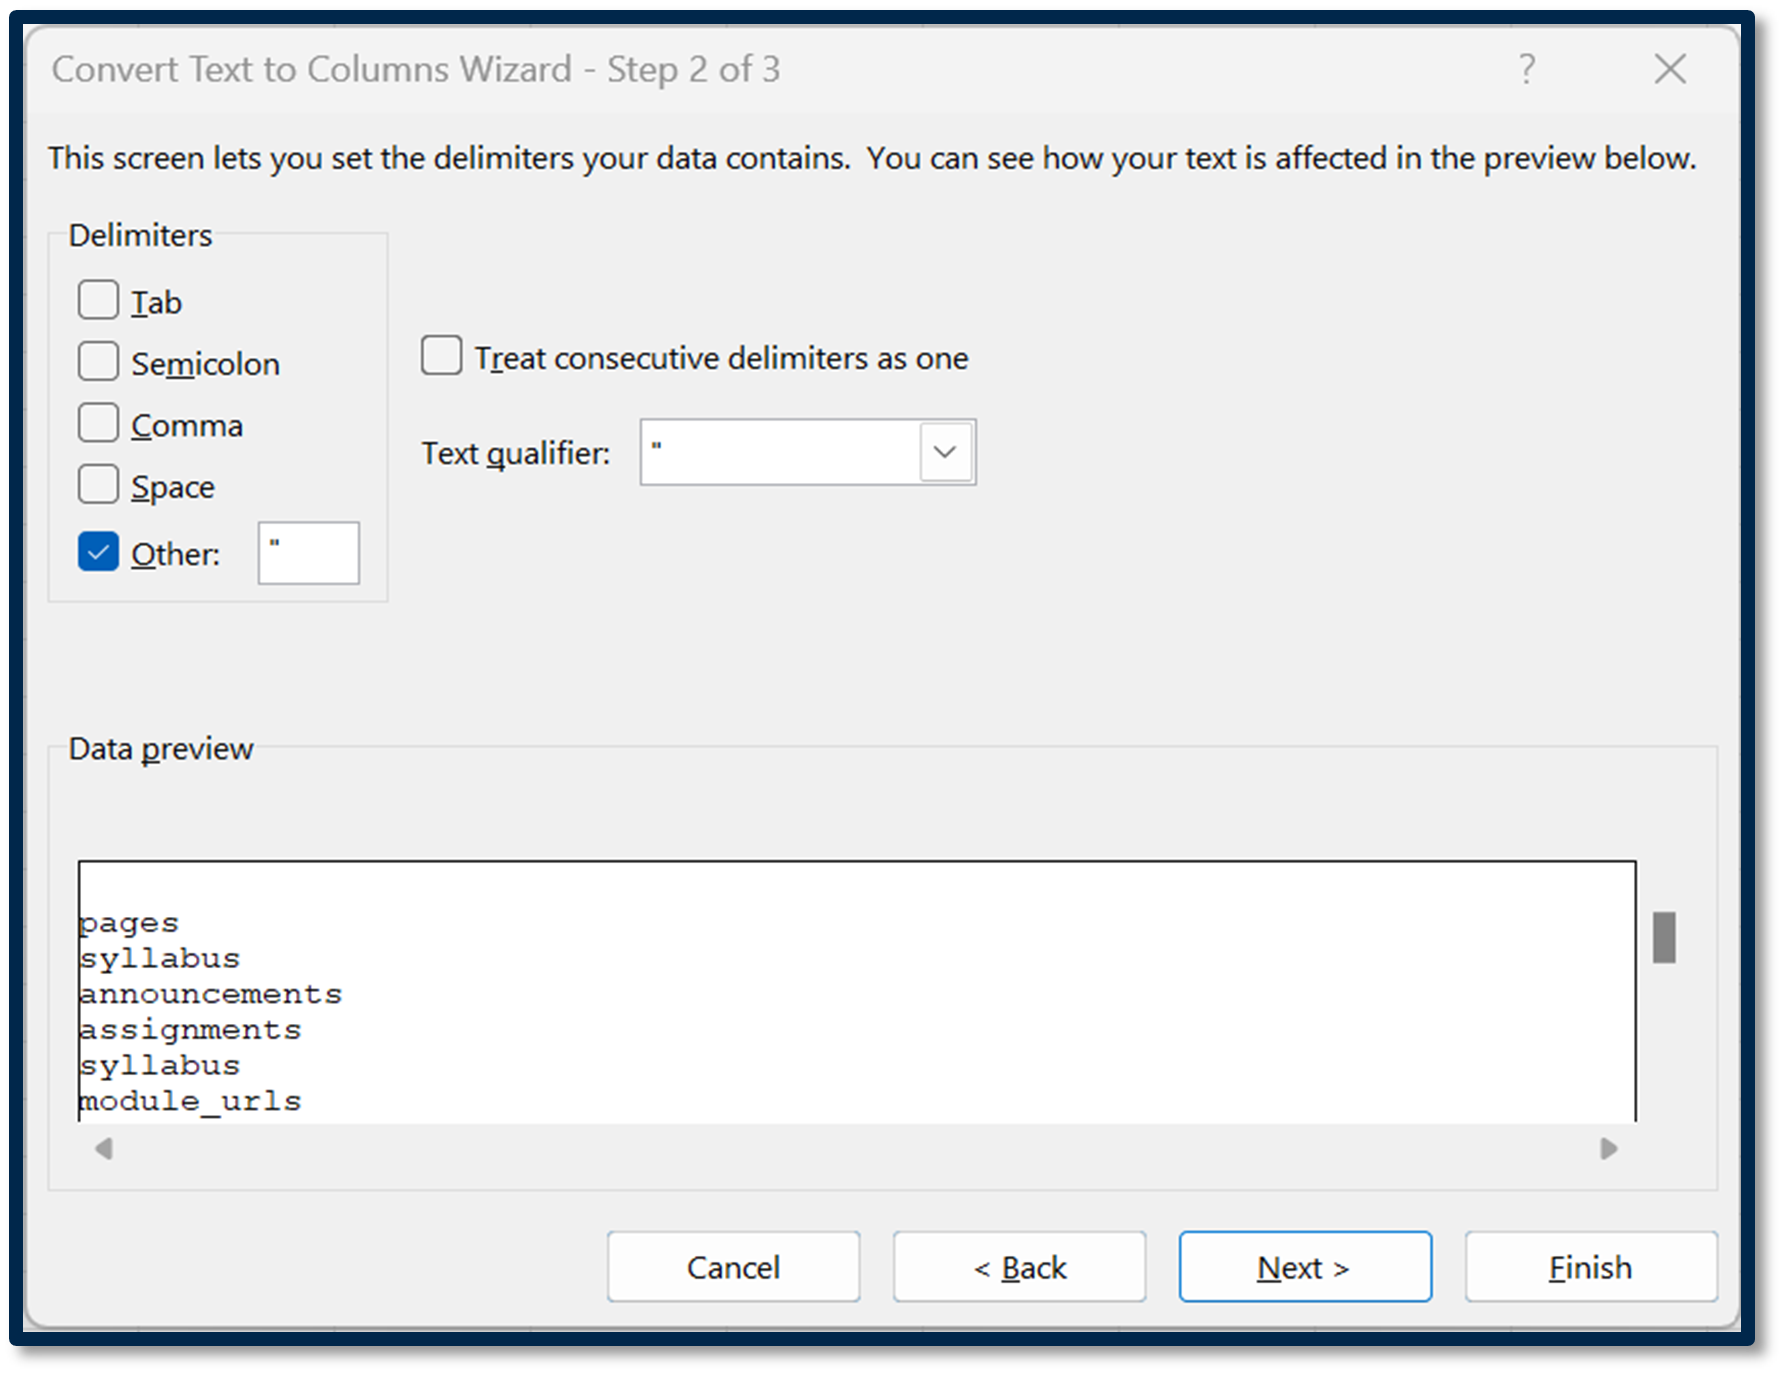 Convert Text to Columns Wizard - Step 2 of 3 ?
This screen lets you set the delimiters your data contains.  You can see how your text is affected in the preview below.
Delimiters
Tab
Semicolon
Comma
Space
Other: "
Treat consecutive delimiters as one
Text qualifier: "
Data preview
pages
syllabus
announcements
assignments
syllabus
module_urls
Cancel < Back Next > Finish